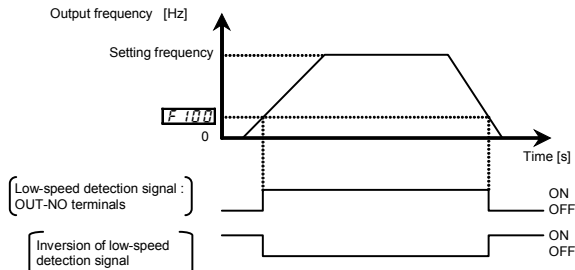 Output frequency [Hz]
Setting frequency
F100
0
Time [s]
Low-speed detection signal :
OUT-NO terminals
ON
OFF
Inversion of low-speed
detection signal
ON
OFF